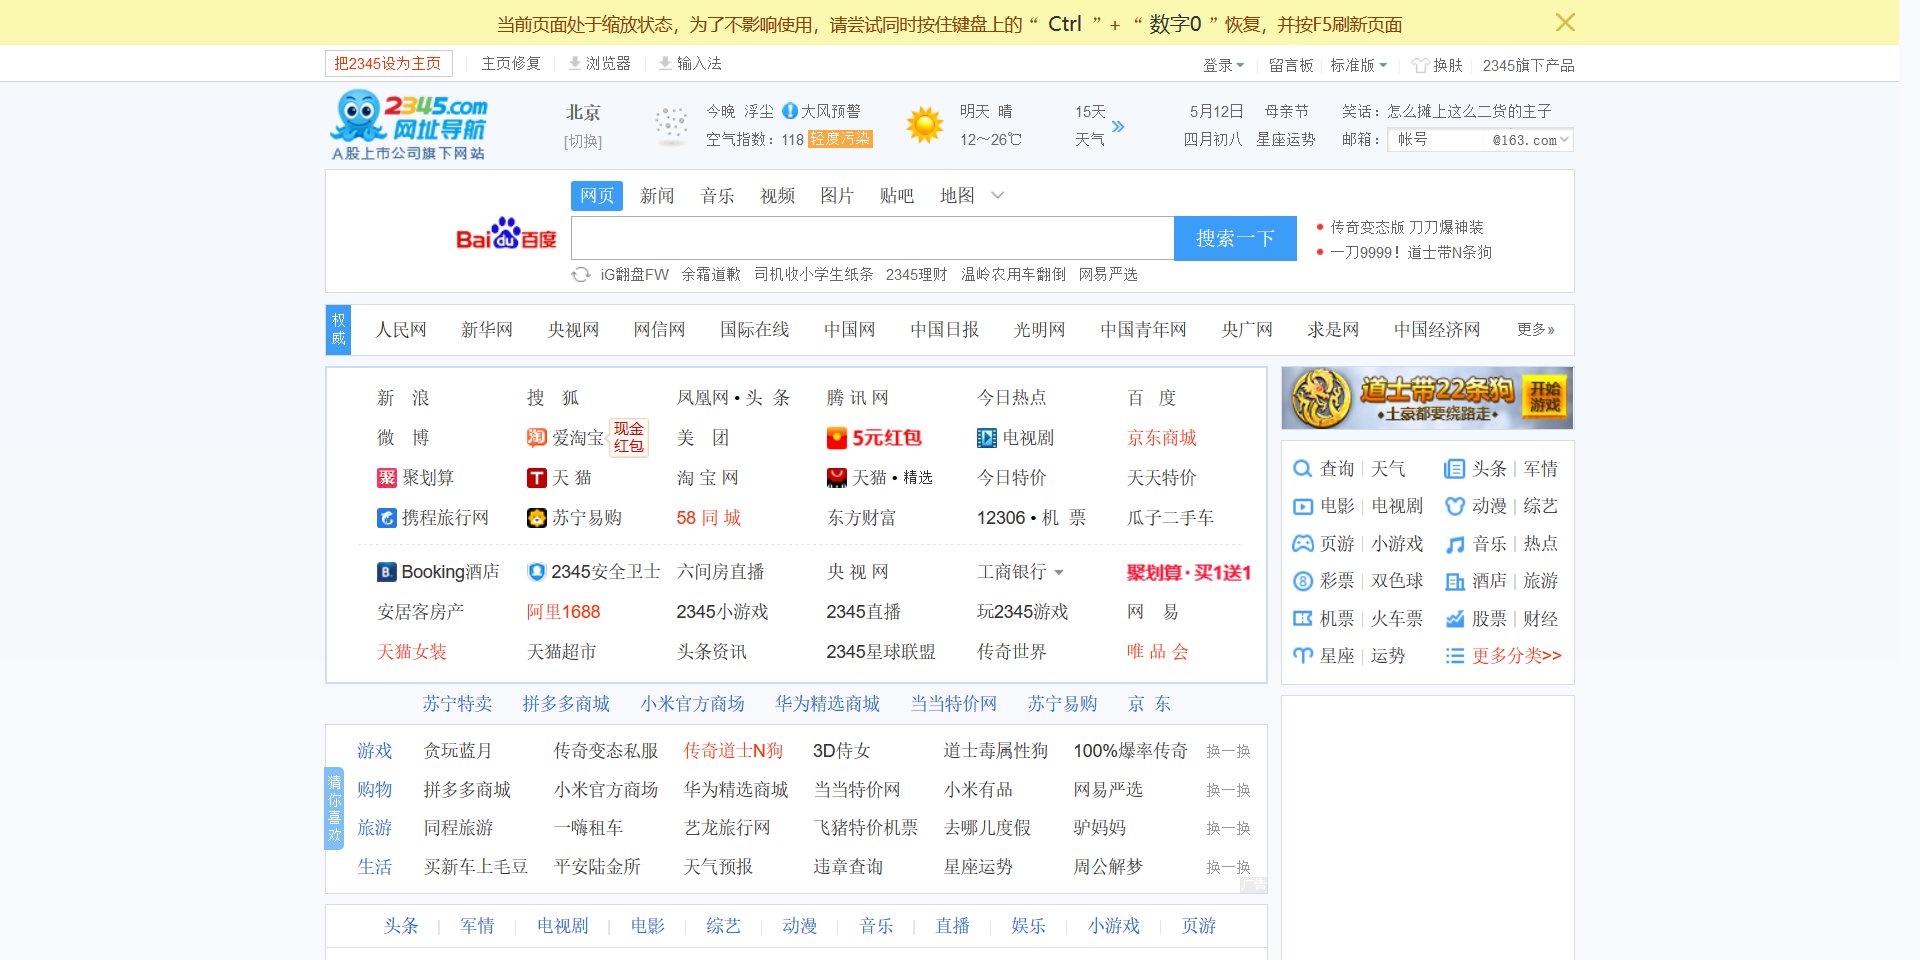 当前页面处于缩放状态，为了不影响使用，请尝试同时按住键盘上的“ Ctrl ”+ “ 数字0 ”恢复，并按F5刷新页面
把2345设为主页 主页修复 浏览器 输入法 登录 留言板 标准版 换肤 2345旗下产品
2345.com
网址导航
A股上市公司旗下网站
北京 今晚 浮尘 大风预警 明天 晴 15天 5月12日 母亲节 笑话：怎么摊上这么二货的主子
[切换] 空气指数：118 轻度污染 12～26℃ 天气 四月初八 星座运势 邮箱： 帐号 @163.com
网页 新闻 音乐 视频 图片 贴吧 地图
Bai du 百度 搜索一下
传奇变态版 刀刀爆神装
一刀9999！道士带N条狗
iG翻盘FW 余霜道歉 司机收小学生纸条 2345理财 温岭农用车翻倒 网易严选
权威 人民网 新华网 央视网 网信网 国际在线 中国网 中国日报 光明网 中国青年网 央广网 求是网 中国经济网 更多»
新 浪 搜 狐 凤凰网 • 头 条 腾 讯 网 今日热点 百 度
微 博 爱淘宝 现金红包 美 团 5元红包 电视剧 京东商城
聚 聚划算 T 天 猫 淘 宝 网 天猫 • 精选 今日特价 天天特价
携程旅行网 苏宁易购 58 同 城 东方财富 12306 • 机 票 瓜子二手车
B. Booking酒店 2345安全卫士 六间房直播 央 视 网 工商银行 聚划算·买1送1
安居客房产 阿里1688 2345小游戏 2345直播 玩2345游戏 网 易
天猫女装 天猫超市 头条资讯 2345星球联盟 传奇世界 唯 品 会
道士带22条狗
土豪都要绕路走
开始游戏
查询 天气 头条 军情
电影 电视剧 动漫 综艺
页游 小游戏 音乐 热点
彩票 双色球 酒店 旅游
机票 火车票 股票 财经
星座 运势 更多分类>>
苏宁特卖 拼多多商城 小米官方商场 华为精选商城 当当特价网 苏宁易购 京 东
猜你喜欢
游戏 贪玩蓝月 传奇变态私服 传奇道士N狗 3D侍女 道士毒属性狗 100%爆率传奇 换一换
购物 拼多多商城 小米官方商场 华为精选商城 当当特价网 小米有品 网易严选 换一换
旅游 同程旅游 一嗨租车 艺龙旅行网 飞猪特价机票 去哪儿度假 驴妈妈 换一换
生活 买新车上毛豆 平安陆金所 天气预报 违章查询 星座运势 周公解梦 换一换
广告
头条 军情 电视剧 电影 综艺 动漫 音乐 直播 娱乐 小游戏 页游